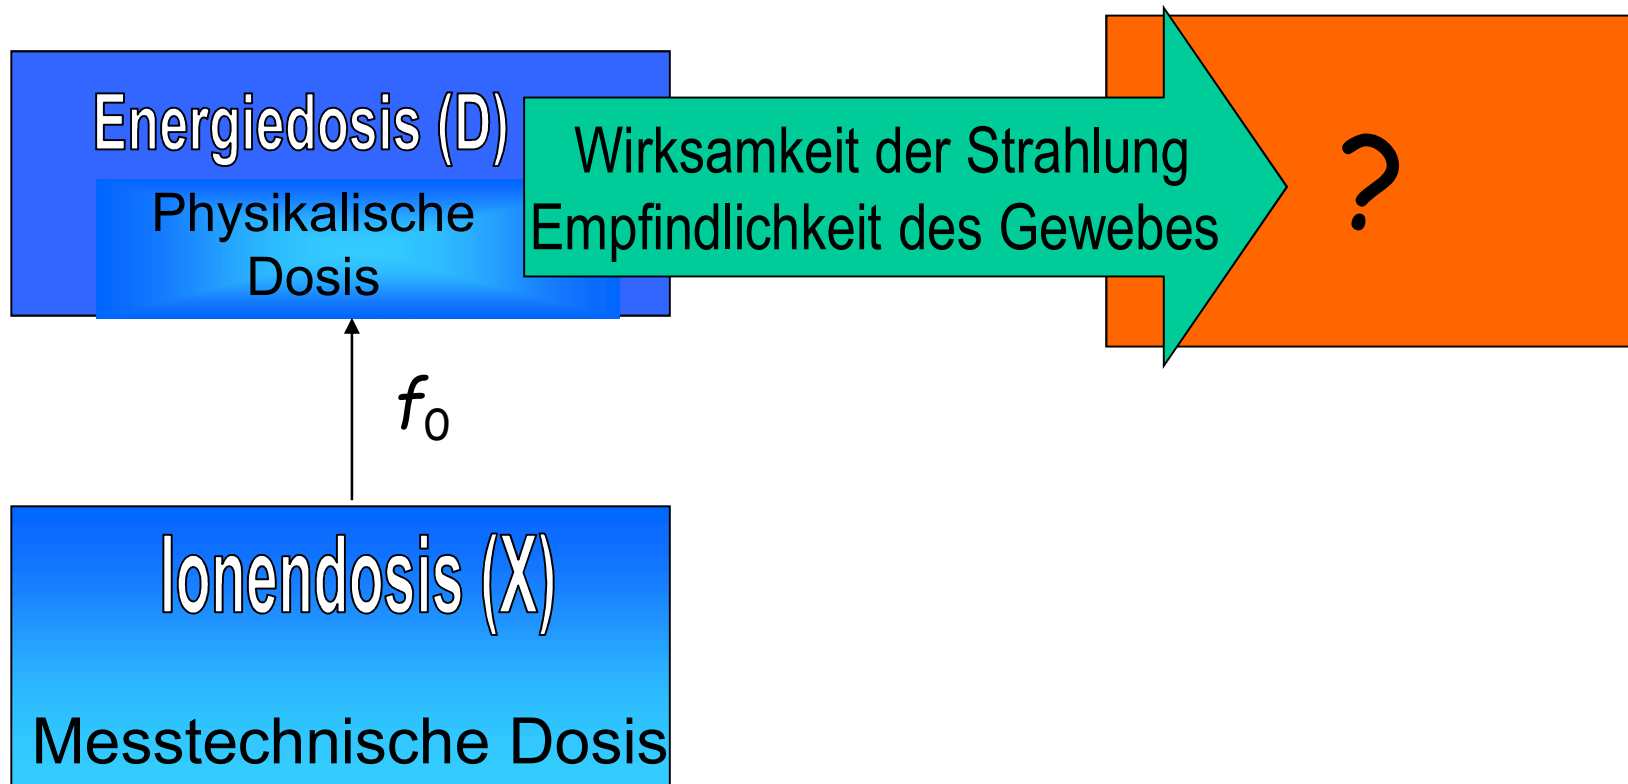 Energiedosis (D)
Physikalische
Dosis
Wirksamkeit der Strahlung
Empfindlichkeit des Gewebes
?
f₀
Ionendosis (X)
Messtechnische Dosis